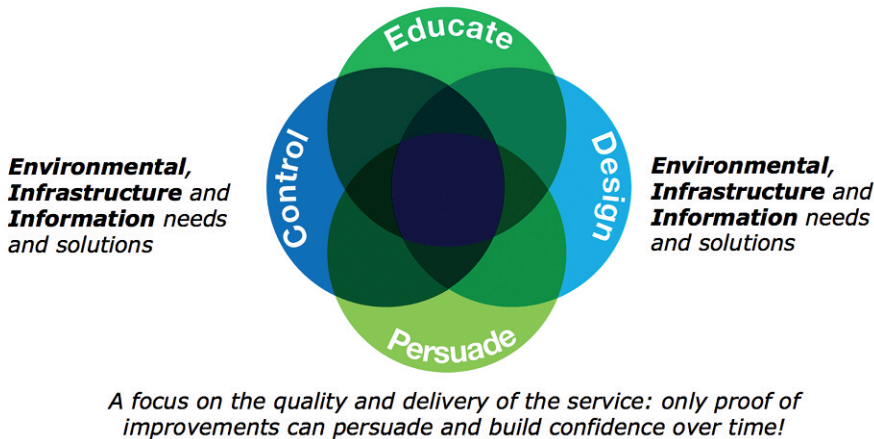 Educate
Control
Design
Persuade
Environmental,
Infrastructure and
Information needs
and solutions
Environmental,
Infrastructure and
Information needs
and solutions
A focus on the quality and delivery of the service: only proof of
improvements can persuade and build confidence over time!